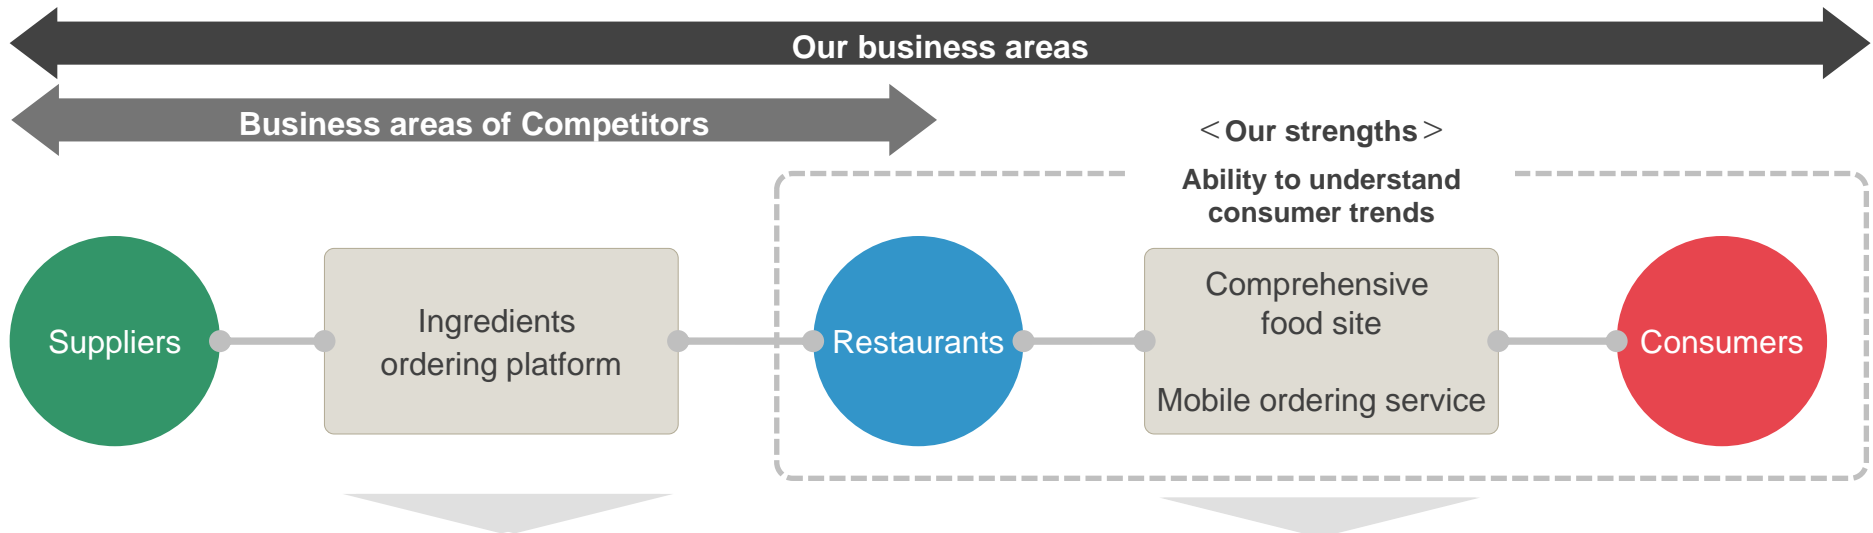 Our business areas
Business areas of Competitors
<Our strengths>
Ability to understand
consumer trends
Suppliers
Ingredients
ordering platform
Restaurants
Comprehensive
food site
Mobile ordering service
Consumers